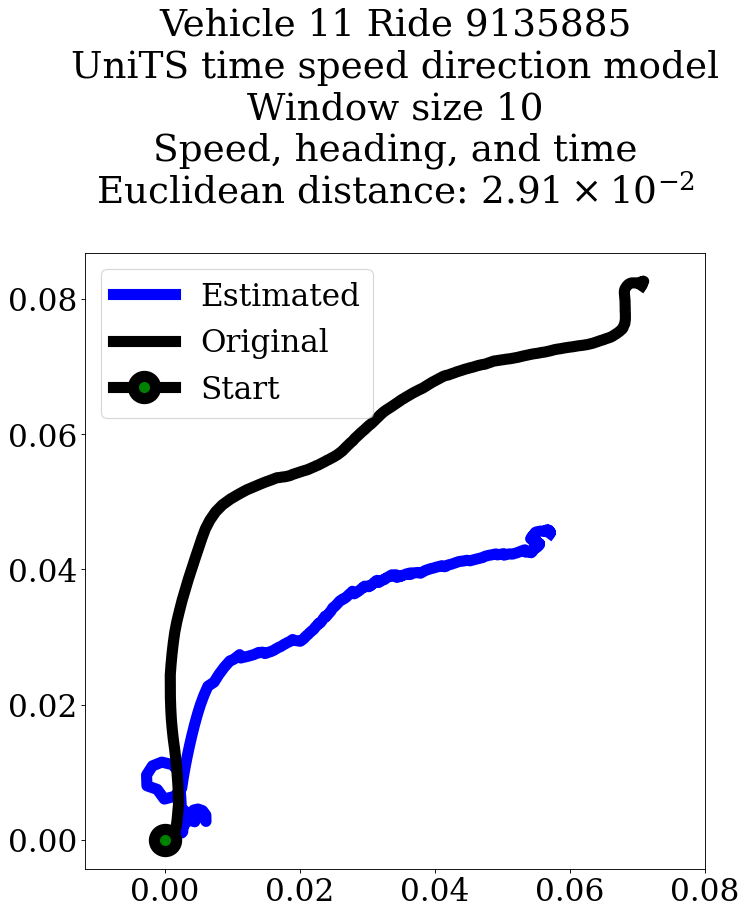 Vehicle 11 Ride 9135885
UniTS time speed direction model
Window size 10
Speed, heading, and time
Euclidean distance: 2.91 × 10⁻²
Estimated
Original
Start
0.08
0.06
0.04
0.02
0.00
0.00 0.02 0.04 0.06 0.08